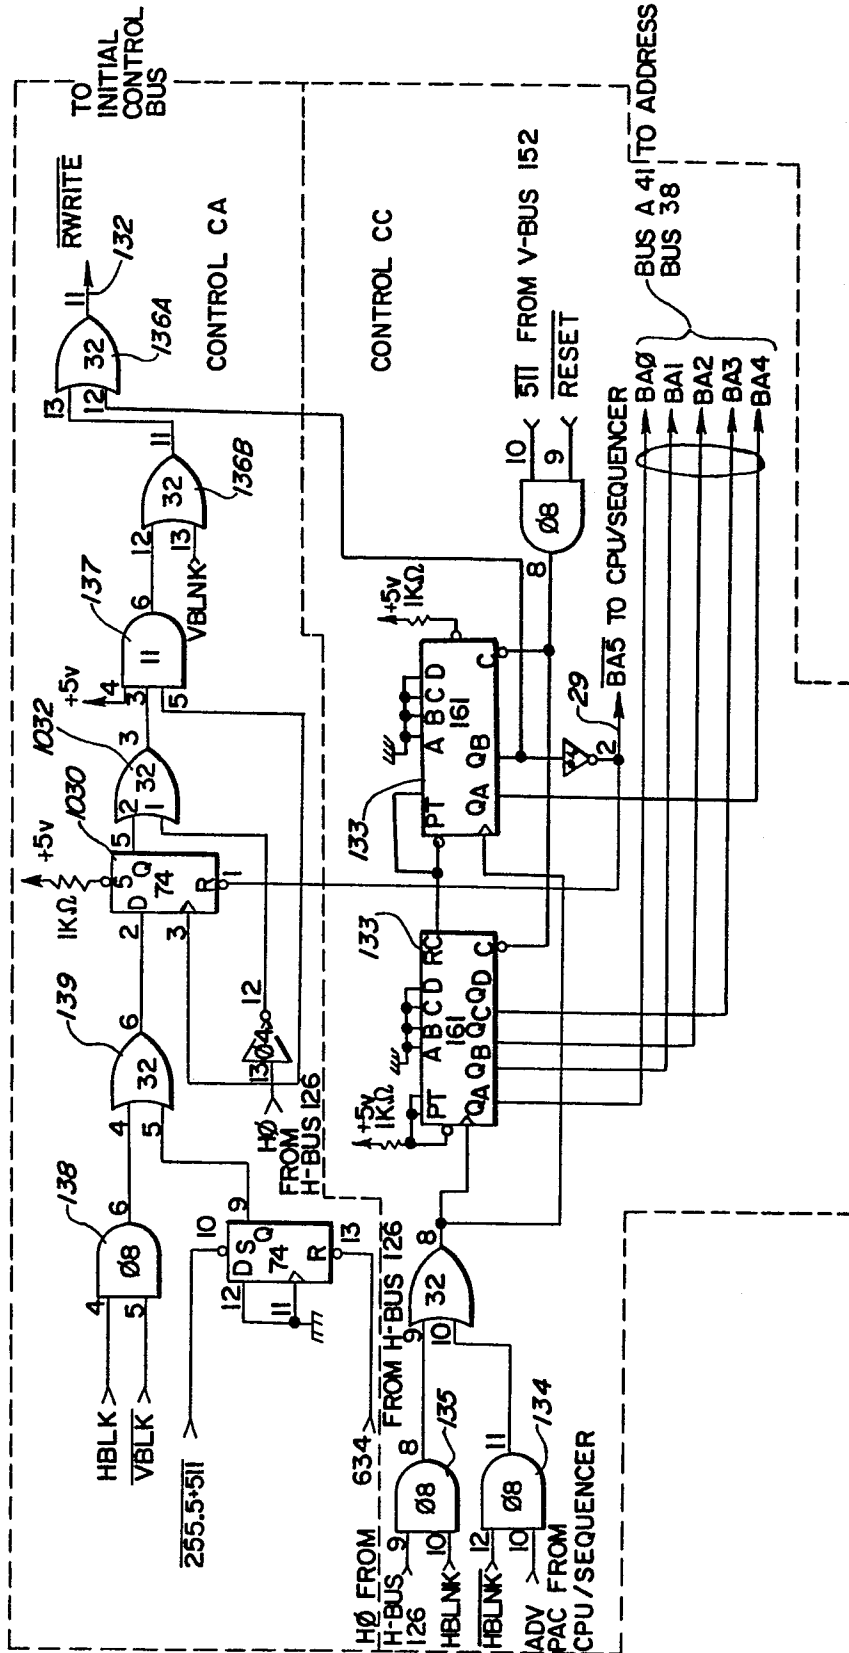 TO
INITIAL
CONTROL
BUS
RWRITE
132
11
136A
32
13
12
CONTROL CA
11
136B
32
12
13
VBLNK
137
6
11
4
3
5
+5V
1032
3
32
2
1
1030
+5V
1KΩ
5
5
D
Q
74
R
1
2
3
139
6
32
4
5
12
04
13
HØ
FROM
H-BUS 126
138
6
Ø8
4
5
HBLK
VBLK
10
9
D S Q
74
R
12
11
13
255.5+511
634
CONTROL CC
511 FROM V-BUS 152
RESET
10
9
Ø8
8
+5V
1KΩ
A B C D
161
133
PT
QA QB
C
2
29
BA5 TO CPU/SEQUENCER
BUS A 41 TO ADDRESS
BUS 38
BAØ
BA1
BA2
BA3
BA4
+5V
1KΩ
133
A B C D RC
161
PT
QA QB QC QD C
FROM H-BUS 126
8
32
9
10
HØ FROM
H-BUS
126
HBLNK
9
10
Ø8
8
135
HBLNK
ADV
PAC FROM
CPU/SEQUENCER
12
10
Ø8
11
134